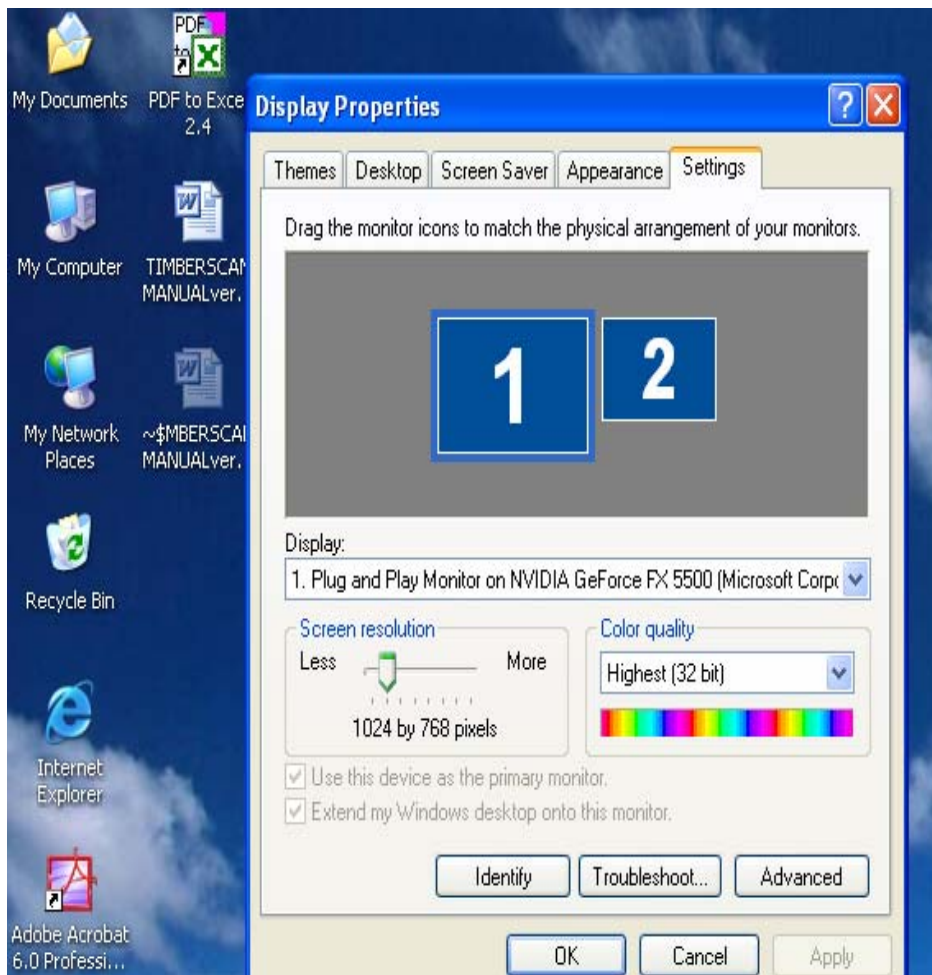 My Documents
PDF to Exce
2.4
My Computer
TIMBERSCAN
MANUALver.
My Network
Places
~$MBERSCAI
MANUALver.
Recycle Bin
Internet
Explorer
Adobe Acrobat
6.0 Professi...
Display Properties
Themes Desktop Screen Saver Appearance Settings
Drag the monitor icons to match the physical arrangement of your monitors.
1 2
Display:
1. Plug and Play Monitor on NVIDIA GeForce FX 5500 (Microsoft Corp
Screen resolution
Less More
1024 by 768 pixels
Color quality
Highest (32 bit)
Use this device as the primary monitor.
Extend my Windows desktop onto this monitor.
Identify Troubleshoot... Advanced
OK Cancel Apply